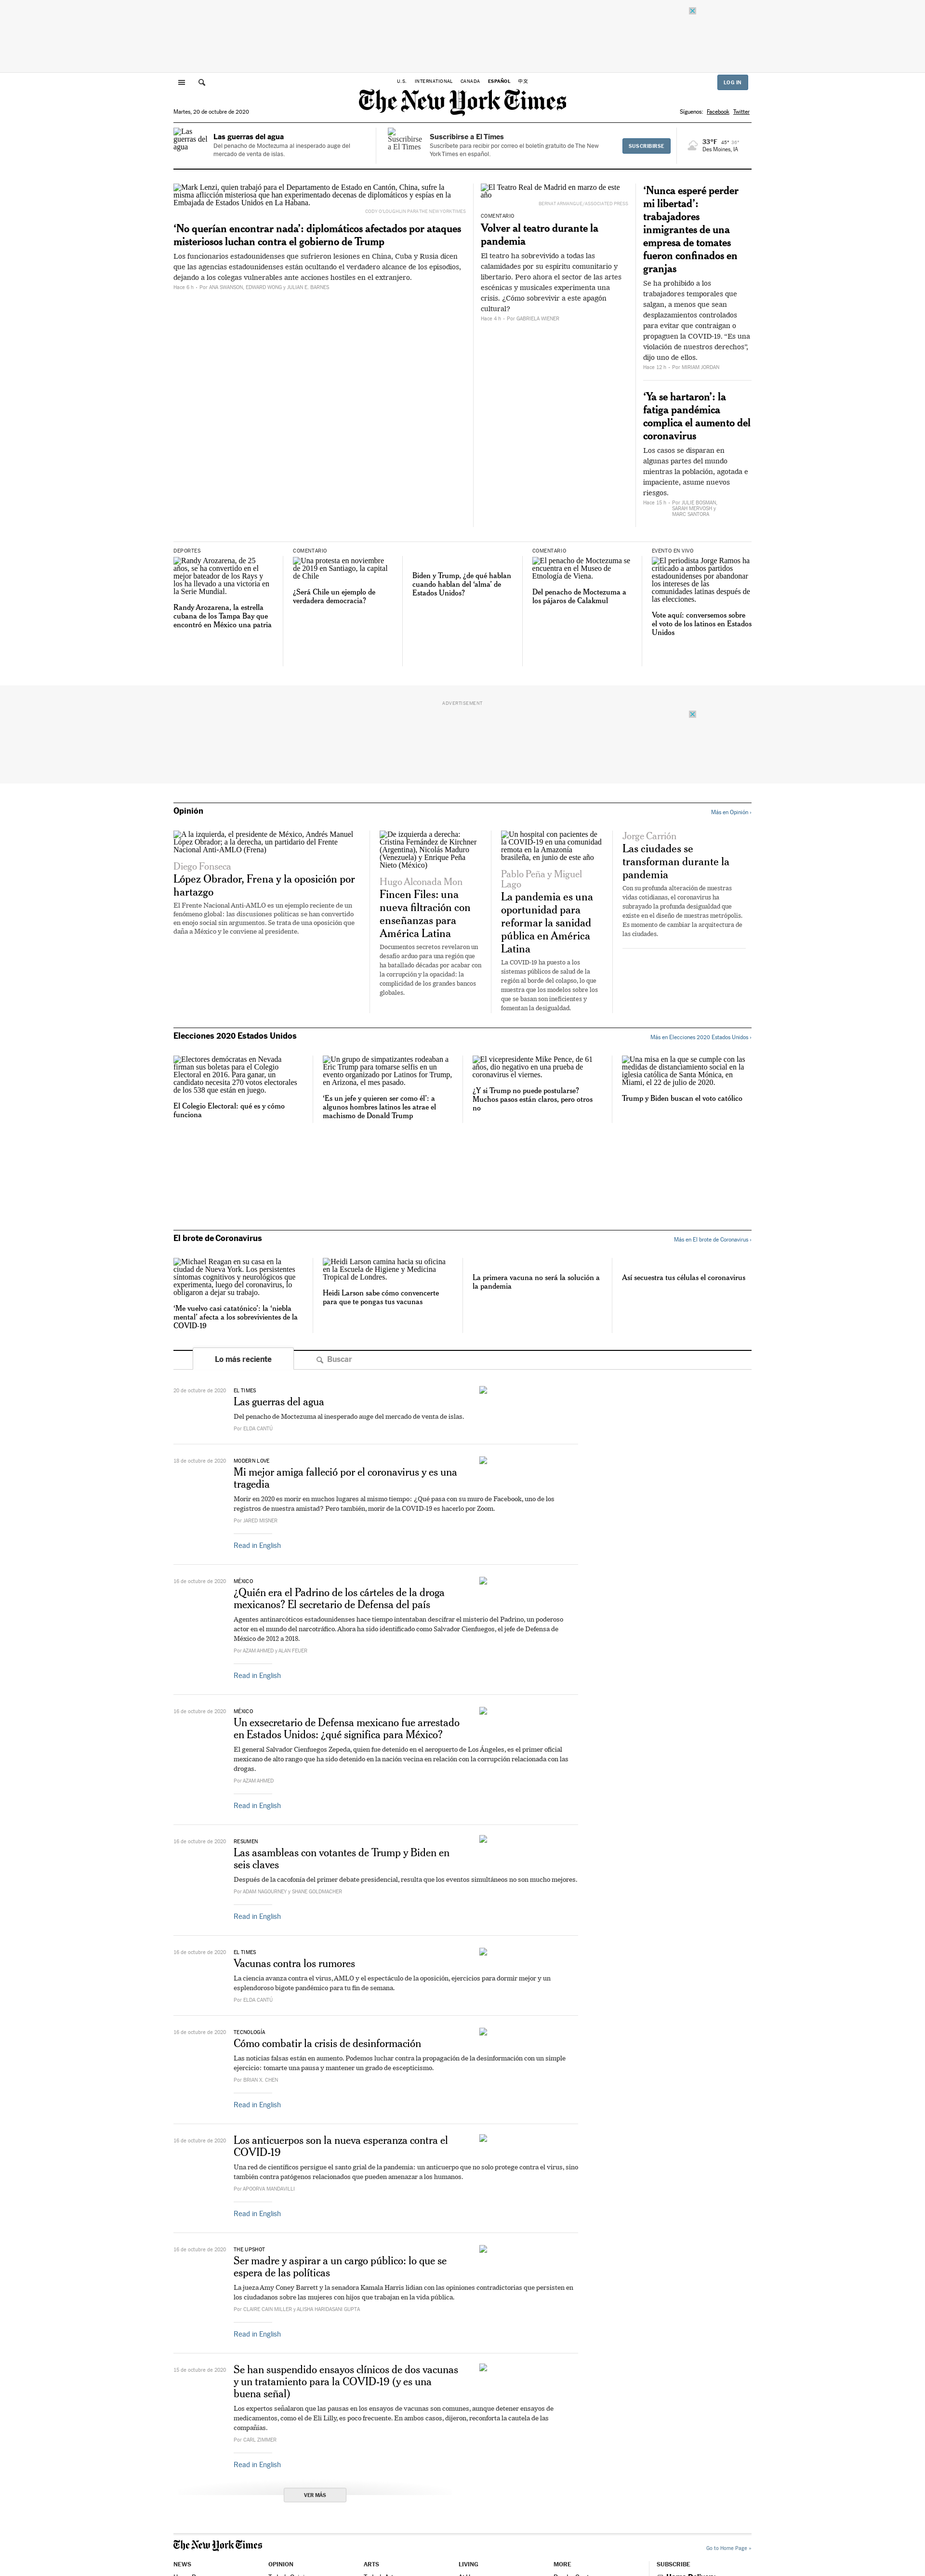 U.S. INTERNATIONAL CANADA ESPAÑOL 中文
LOG IN
The New York Times
Martes, 20 de octubre de 2020
Síguenos: Facebook Twitter
Las guerras del agua
Las guerras del agua
Del penacho de Moctezuma al inesperado auge del
mercado de venta de islas.
Suscribirse a El Times
Suscribirse a El Times
Suscríbete para recibir por correo el boletín gratuito de The New
York Times en español.
SUSCRIBIRSE
33°F 45° 30°
Des Moines, IA
Mark Lenzi, quien trabajó para el Departamento de Estado en Cantón, China, sufre la
misma aflicción misteriosa que han experimentado decenas de diplomáticos y espías en la
Embajada de Estados Unidos en La Habana.
CODY O'LOUGHLIN PARA THE NEW YORK TIMES
‘No querían encontrar nada’: diplomáticos afectados por ataques
misteriosos luchan contra el gobierno de Trump
Los funcionarios estadounidenses que sufrieron lesiones en China, Cuba y Rusia dicen
que las agencias estadounidenses están ocultando el verdadero alcance de los episodios,
dejando a los colegas vulnerables ante acciones hostiles en el extranjero.
Hace 6 h – Por ANA SWANSON, EDWARD WONG y JULIAN E. BARNES
El Teatro Real de Madrid en marzo de este
año
BERNAT ARMANGUE/ASSOCIATED PRESS
COMENTARIO
Volver al teatro durante la
pandemia
El teatro ha sobrevivido a todas las
calamidades por su espíritu comunitario y
libertario. Pero ahora el sector de las artes
escénicas y musicales experimenta una
crisis. ¿Cómo sobrevivir a este apagón
cultural?
Hace 4 h – Por GABRIELA WIENER
‘Nunca esperé perder
mi libertad’:
trabajadores
inmigrantes de una
empresa de tomates
fueron confinados en
granjas
Se ha prohibido a los
trabajadores temporales que
salgan, a menos que sean
desplazamientos controlados
para evitar que contraigan o
propaguen la COVID-19. “Es una
violación de nuestros derechos”,
dijo uno de ellos.
Hace 12 h – Por MIRIAM JORDAN
‘Ya se hartaron’: la
fatiga pandémica
complica el aumento del
coronavirus
Los casos se disparan en
algunas partes del mundo
mientras la población, agotada e
impaciente, asume nuevos
riesgos.
Hace 15 h – Por JULIE BOSMAN,
SARAH MERVOSH y
MARC SANTORA
DEPORTES
Randy Arozarena, de 25
años, se ha convertido en el
mejor bateador de los Rays y
los ha llevado a una victoria en
la Serie Mundial.
Randy Arozarena, la estrella
cubana de los Tampa Bay que
encontró en México una patria
COMENTARIO
Una protesta en noviembre
de 2019 en Santiago, la capital
de Chile
¿Será Chile un ejemplo de
verdadera democracia?
Biden y Trump, ¿de qué hablan
cuando hablan del ‘alma’ de
Estados Unidos?
COMENTARIO
El penacho de Moctezuma se
encuentra en el Museo de
Etnología de Viena.
Del penacho de Moctezuma a
los pájaros de Calakmul
EVENTO EN VIVO
El periodista Jorge Ramos ha
criticado a ambos partidos
estadounidenses por abandonar
los intereses de las
comunidades latinas después de
las elecciones.
Vote aquí: conversemos sobre
el voto de los latinos en Estados
Unidos
ADVERTISEMENT
Opinión
Más en Opinión ›
A la izquierda, el presidente de México, Andrés Manuel
López Obrador; a la derecha, un partidario del Frente
Nacional Anti-AMLO (Frena)
Diego Fonseca
López Obrador, Frena y la oposición por
hartazgo
El Frente Nacional Anti-AMLO es un ejemplo reciente de un
fenómeno global: las discusiones políticas se han convertido
en enojo social sin argumentos. Se trata de una oposición que
daña a México y le conviene al presidente.
De izquierda a derecha:
Cristina Fernández de Kirchner
(Argentina), Nicolás Maduro
(Venezuela) y Enrique Peña
Nieto (México)
Hugo Alconada Mon
Fincen Files: una
nueva filtración con
enseñanzas para
América Latina
Documentos secretos revelaron un
desafío arduo para una región que
ha batallado décadas por acabar con
la corrupción y la opacidad: la
complicidad de los grandes bancos
globales.
Un hospital con pacientes de
la COVID-19 en una comunidad
remota en la Amazonía
brasileña, en junio de este año
Pablo Peña y Miguel
Lago
La pandemia es una
oportunidad para
reformar la sanidad
pública en América
Latina
La COVID-19 ha puesto a los
sistemas públicos de salud de la
región al borde del colapso, lo que
muestra que los modelos sobre los
que se basan son ineficientes y
fomentan la desigualdad.
Jorge Carrión
Las ciudades se
transforman durante la
pandemia
Con su profunda alteración de nuestras
vidas cotidianas, el coronavirus ha
subrayado la profunda desigualdad que
existe en el diseño de nuestras metrópolis.
Es momento de cambiar la arquitectura de
las ciudades.
Elecciones 2020 Estados Unidos
Más en Elecciones 2020 Estados Unidos ›
Electores demócratas en Nevada
firman sus boletas para el Colegio
Electoral en 2016. Para ganar, un
candidato necesita 270 votos electorales
de los 538 que están en juego.
El Colegio Electoral: qué es y cómo
funciona
Un grupo de simpatizantes rodeaban a
Eric Trump para tomarse selfis en un
evento organizado por Latinos for Trump,
en Arizona, el mes pasado.
‘Es un jefe y quieren ser como él’: a
algunos hombres latinos les atrae el
machismo de Donald Trump
El vicepresidente Mike Pence, de 61
años, dio negativo en una prueba de
coronavirus el viernes.
¿Y si Trump no puede postularse?
Muchos pasos están claros, pero otros
no
Una misa en la que se cumple con las
medidas de distanciamiento social en la
iglesia católica de Santa Mónica, en
Miami, el 22 de julio de 2020.
Trump y Biden buscan el voto católico
El brote de Coronavirus
Más en El brote de Coronavirus ›
Michael Reagan en su casa en la
ciudad de Nueva York. Los persistentes
síntomas cognitivos y neurológicos que
experimenta, luego del coronavirus, lo
obligaron a dejar su trabajo.
‘Me vuelvo casi catatónico’: la ‘niebla
mental’ afecta a los sobrevivientes de la
COVID-19
Heidi Larson camina hacia su oficina
en la Escuela de Higiene y Medicina
Tropical de Londres.
Heidi Larson sabe cómo convencerte
para que te pongas tus vacunas
La primera vacuna no será la solución a
la pandemia
Así secuestra tus células el coronavirus
Lo más reciente
Buscar
20 de octubre de 2020 EL TIMES
Las guerras del agua
Del penacho de Moctezuma al inesperado auge del mercado de venta de islas.
Por ELDA CANTÚ
18 de octubre de 2020 MODERN LOVE
Mi mejor amiga falleció por el coronavirus y es una
tragedia
Morir en 2020 es morir en muchos lugares al mismo tiempo: ¿Qué pasa con su muro de Facebook, uno de los
registros de nuestra amistad? Pero también, morir de la COVID-19 es hacerlo por Zoom.
Por JARED MISNER
Read in English
16 de octubre de 2020 MÉXICO
¿Quién era el Padrino de los cárteles de la droga
mexicanos? El secretario de Defensa del país
Agentes antinarcóticos estadounidenses hace tiempo intentaban descifrar el misterio del Padrino, un poderoso
actor en el mundo del narcotráfico. Ahora ha sido identificado como Salvador Cienfuegos, el jefe de Defensa de
México de 2012 a 2018.
Por AZAM AHMED y ALAN FEUER
Read in English
16 de octubre de 2020 MÉXICO
Un exsecretario de Defensa mexicano fue arrestado
en Estados Unidos: ¿qué significa para México?
El general Salvador Cienfuegos Zepeda, quien fue detenido en el aeropuerto de Los Ángeles, es el primer oficial
mexicano de alto rango que ha sido detenido en la nación vecina en relación con la corrupción relacionada con las
drogas.
Por AZAM AHMED
Read in English
16 de octubre de 2020 RESUMEN
Las asambleas con votantes de Trump y Biden en
seis claves
Después de la cacofonía del primer debate presidencial, resulta que los eventos simultáneos no son mucho mejores.
Por ADAM NAGOURNEY y SHANE GOLDMACHER
Read in English
16 de octubre de 2020 EL TIMES
Vacunas contra los rumores
La ciencia avanza contra el virus, AMLO y el espectáculo de la oposición, ejercicios para dormir mejor y un
esplendoroso bigote pandémico para tu fin de semana.
Por ELDA CANTÚ
16 de octubre de 2020 TECNOLOGÍA
Cómo combatir la crisis de desinformación
Las noticias falsas están en aumento. Podemos luchar contra la propagación de la desinformación con un simple
ejercicio: tomarte una pausa y mantener un grado de escepticismo.
Por BRIAN X. CHEN
Read in English
16 de octubre de 2020
Los anticuerpos son la nueva esperanza contra el
COVID-19
Una red de científicos persigue el santo grial de la pandemia: un anticuerpo que no solo protege contra el virus, sino
también contra patógenos relacionados que pueden amenazar a los humanos.
Por APOORVA MANDAVILLI
Read in English
16 de octubre de 2020 THE UPSHOT
Ser madre y aspirar a un cargo público: lo que se
espera de las políticas
La jueza Amy Coney Barrett y la senadora Kamala Harris lidian con las opiniones contradictorias que persisten en
los ciudadanos sobre las mujeres con hijos que trabajan en la vida pública.
Por CLAIRE CAIN MILLER y ALISHA HARIDASANI GUPTA
Read in English
15 de octubre de 2020
Se han suspendido ensayos clínicos de dos vacunas
y un tratamiento para la COVID-19 (y es una
buena señal)
Los expertos señalaron que las pausas en los ensayos de vacunas son comunes, aunque detener ensayos de
medicamentos, como el de Eli Lilly, es poco frecuente. En ambos casos, dijeron, reconforta la cautela de las
compañías.
Por CARL ZIMMER
Read in English
VER MÁS
The New York Times
Go to Home Page »
NEWS OPINION ARTS LIVING MORE SUBSCRIBE